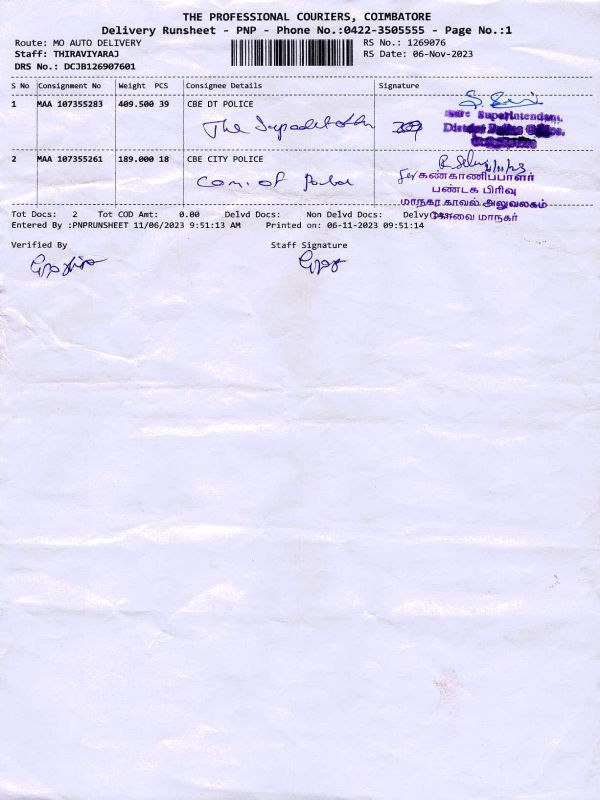 THE PROFESSIONAL COURIERS, COIMBATORE
Delivery Runsheet - PNP - Phone No.:0422-3505555 - Page No.:1
Route: MO AUTO DELIVERY RS No.: 1269076
Staff: THIRAVIYARAJ RS Date: 06-Nov-2023
DRS No.: DCJB126907601
S No Consignment No Weight PCS Consignee Details Signature
1 MAA 107355283 409.500 39 CBE DT POLICE
The
Superintendent,
District Police Office,
2 MAA 107355261 189.000 18 CBE CITY POLICE
Com. of
கண்காணிப்பாளர்
பண்டக பிரிவு
மாநகர காவல் அலுவலகம்
கோவை மாநகர்
Tot Docs: 2 Tot COD Amt: 0.00 Delvd Docs: Non Delvd Docs: Delvy
Entered By :PNPRUNSHEET 11/06/2023 9:51:13 AM Printed on: 06-11-2023 09:51:14
Verified By Staff Signature